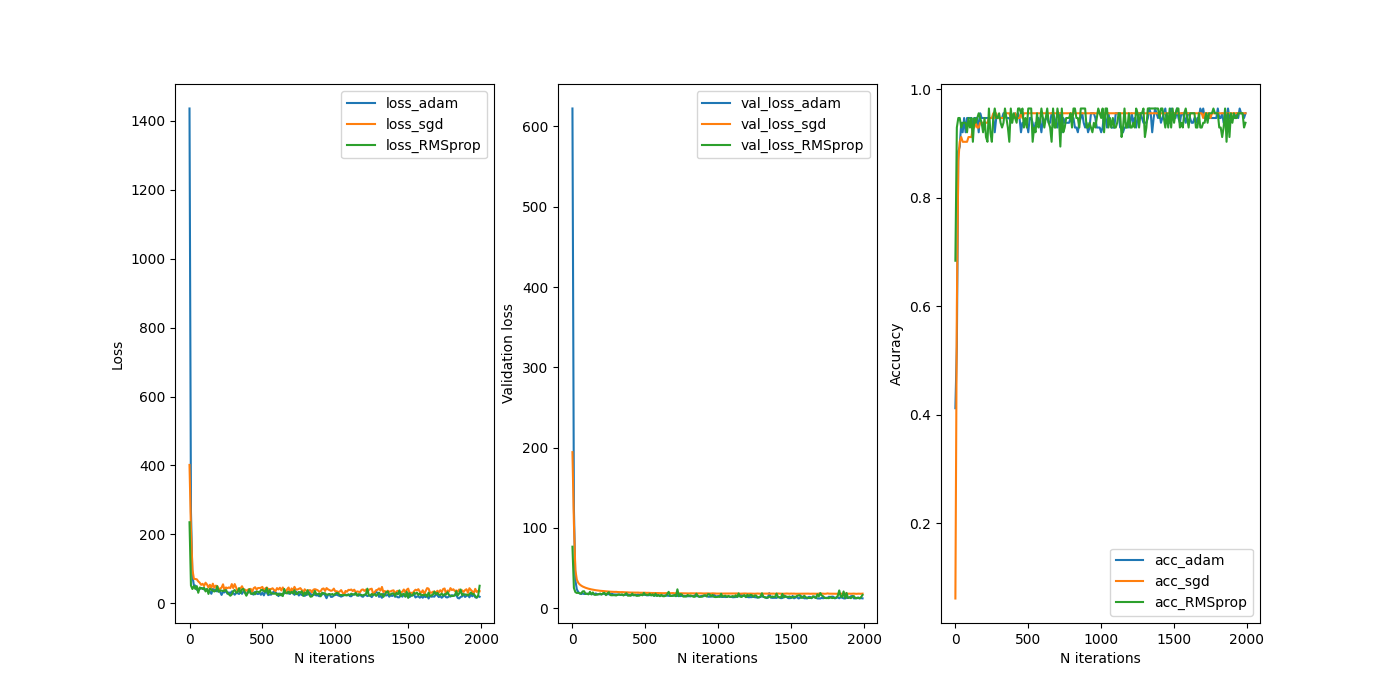 Loss
1400
1200
1000
800
600
400
200
0
0 500 1000 1500 2000
N iterations
loss_adam
loss_sgd
loss_RMSprop
Validation loss
600
500
400
300
200
100
0
0 500 1000 1500 2000
N iterations
val_loss_adam
val_loss_sgd
val_loss_RMSprop
Accuracy
1.0
0.8
0.6
0.4
0.2
0 500 1000 1500 2000
N iterations
acc_adam
acc_sgd
acc_RMSprop